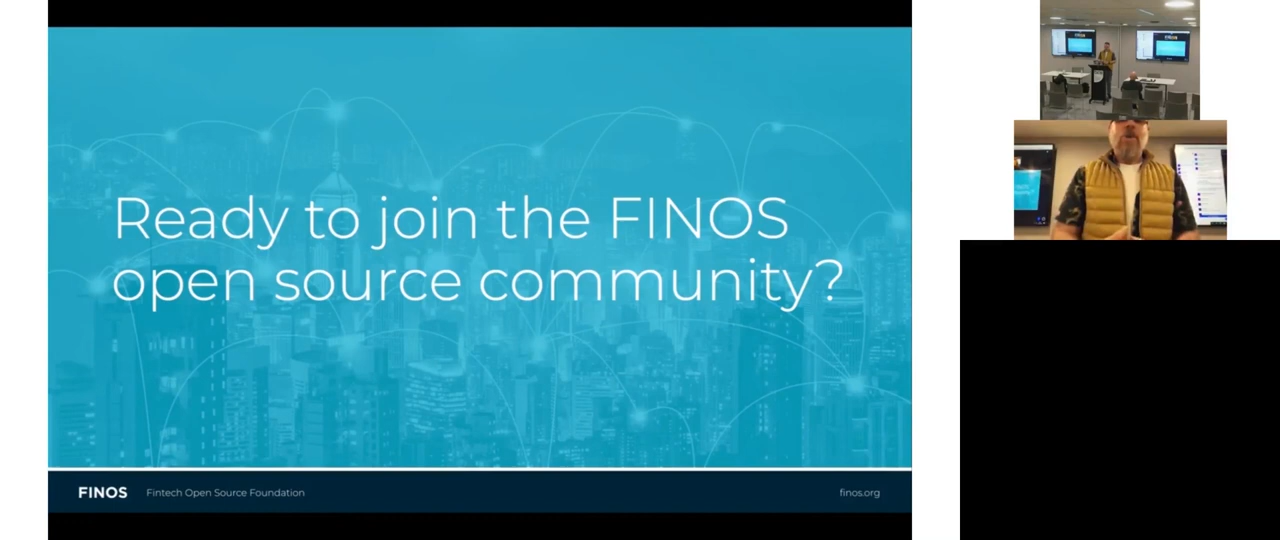 Ready to join the FINOS
open source community?
FINOS Fintech Open Source Foundation finos.org